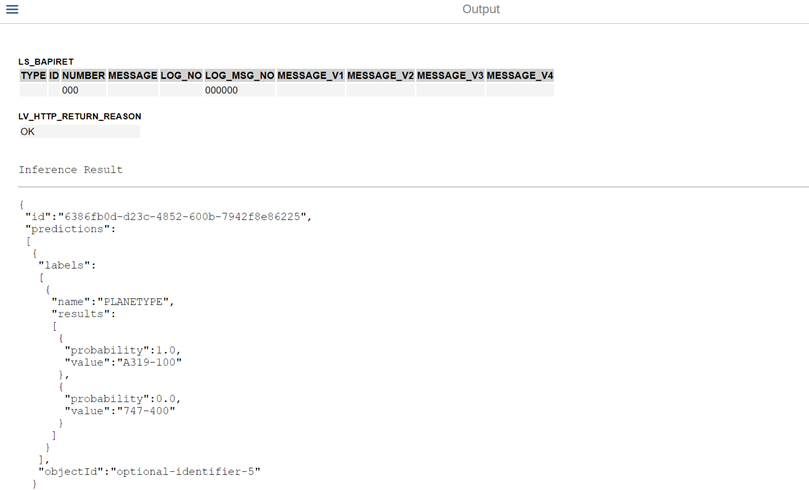 Output
LS_BAPIRET
TYPE ID NUMBER MESSAGE LOG_NO LOG_MSG_NO MESSAGE_V1 MESSAGE_V2 MESSAGE_V3 MESSAGE_V4
000 000000
LV_HTTP_RETURN_REASON
OK
Inference Result
{
"id":"6386fb0d-d23c-4852-600b-7942f8e86225",
"predictions":
[
{
"labels":
[
{
"name":"PLANETYPE",
"results":
[
{
"probability":1.0,
"value":"A319-100"
},
{
"probability":0.0,
"value":"747-400"
}
]
}
],
"objectId":"optional-identifier-5"
}